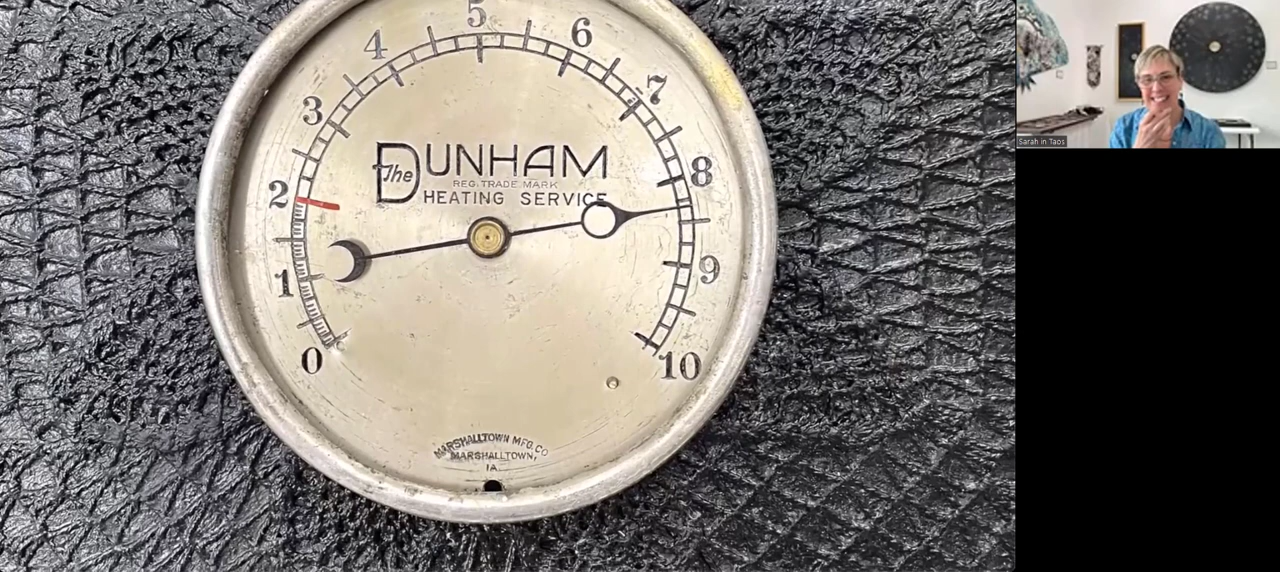 5
4
6
3
7
The DUNHAM
REG. TRADE MARK
HEATING SERVICE
2
8
1
9
0
10
MARSHALLTOWN MFG. CO
MARSHALLTOWN,
IA.
Sarah in Taos